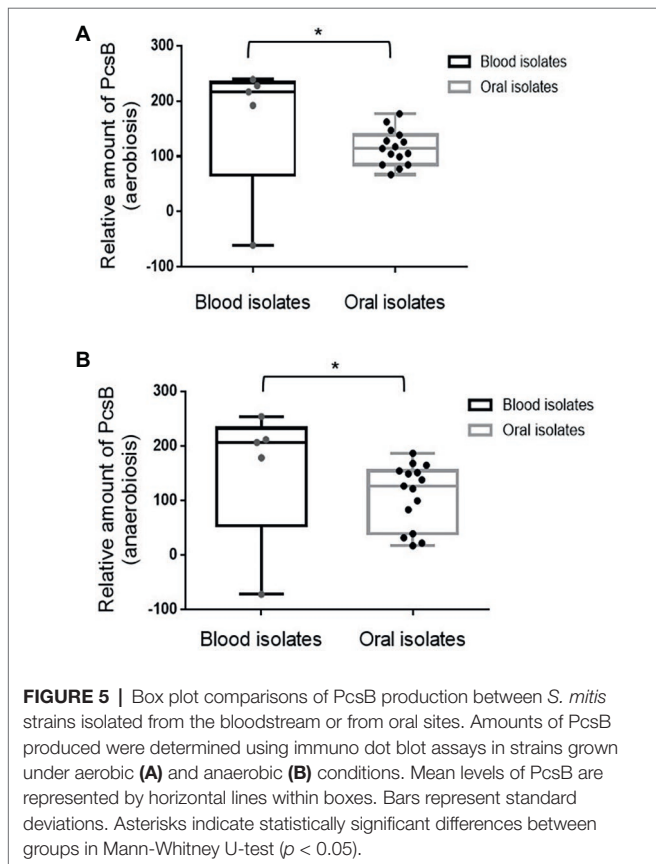 A
*
Blood isolates
Oral isolates
Relative amount of PcsB
(aerobiosis)
300
200
100
0
-100
Blood isolates
Oral isolates
B
*
Blood isolates
Oral isolates
Relative amount of PcsB
(anaerobiosis)
300
200
100
0
-100
Blood isolates
Oral isolates
FIGURE 5 | Box plot comparisons of PcsB production between S. mitis
strains isolated from the bloodstream or from oral sites. Amounts of PcsB
produced were determined using immuno dot blot assays in strains grown
under aerobic (A) and anaerobic (B) conditions. Mean levels of PcsB are
represented by horizontal lines within boxes. Bars represent standard
deviations. Asterisks indicate statistically significant differences between
groups in Mann-Whitney U-test (p < 0.05).